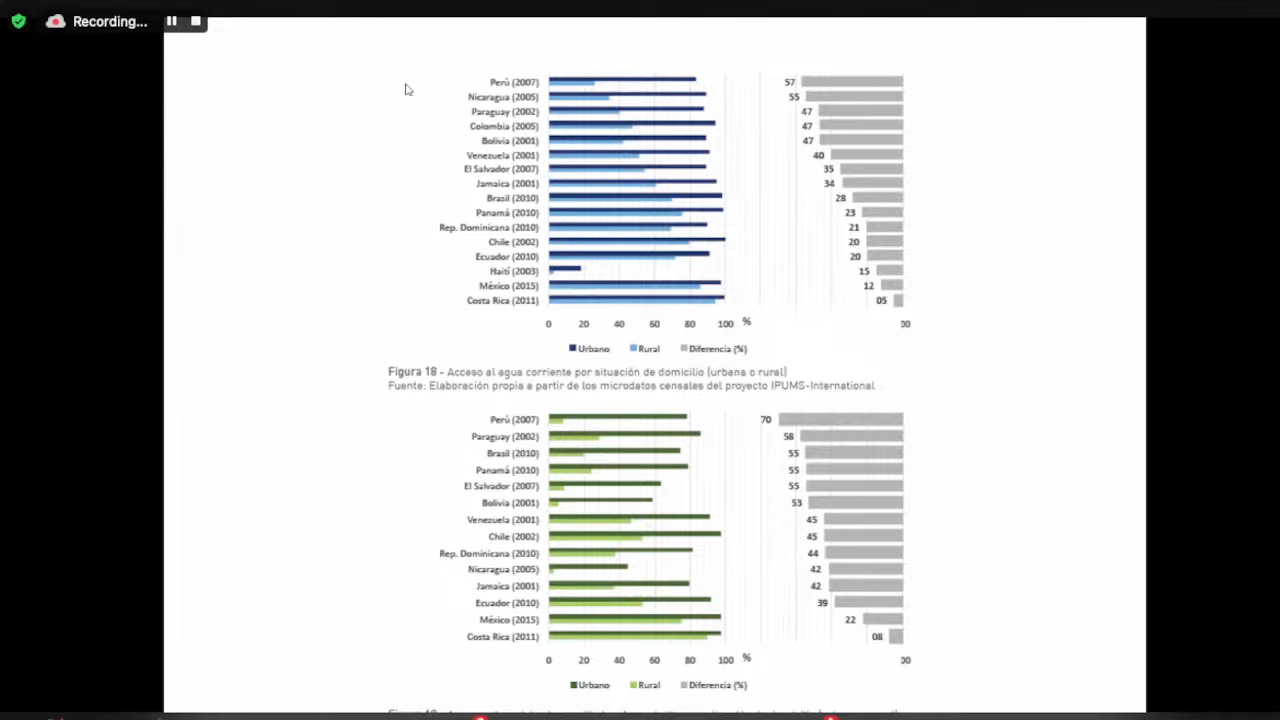 Recording...
Perú (2007) 57
Nicaragua (2005) 55
Paraguay (2002) 47
Colombia (2005) 47
Bolivia (2001) 47
Venezuela (2001) 40
El Salvador (2007) 35
Jamaica (2001) 34
Brasil (2010) 28
Panamá (2010) 23
Rep. Dominicana (2010) 21
Chile (2002) 20
Ecuador (2010) 20
Haití (2003) 15
México (2015) 12
Costa Rica (2011) 05
0 20 40 60 80 100 % 00
Urbano Rural Diferencia (%)
Figura 18 - Acceso al agua corriente por situación de domicilio (urbana o rural)
Fuente: Elaboración propia a partir de los microdatos censales del proyecto IPUMS-International
Perú (2007) 70
Paraguay (2002) 58
Brasil (2010) 55
Panamá (2010) 55
El Salvador (2007) 55
Bolivia (2001) 53
Venezuela (2001) 45
Chile (2002) 45
Rep. Dominicana (2010) 44
Nicaragua (2005) 42
Jamaica (2001) 42
Ecuador (2010) 39
México (2015) 22
Costa Rica (2011) 08
0 20 40 60 80 100 % 00
Urbano Rural Diferencia (%)